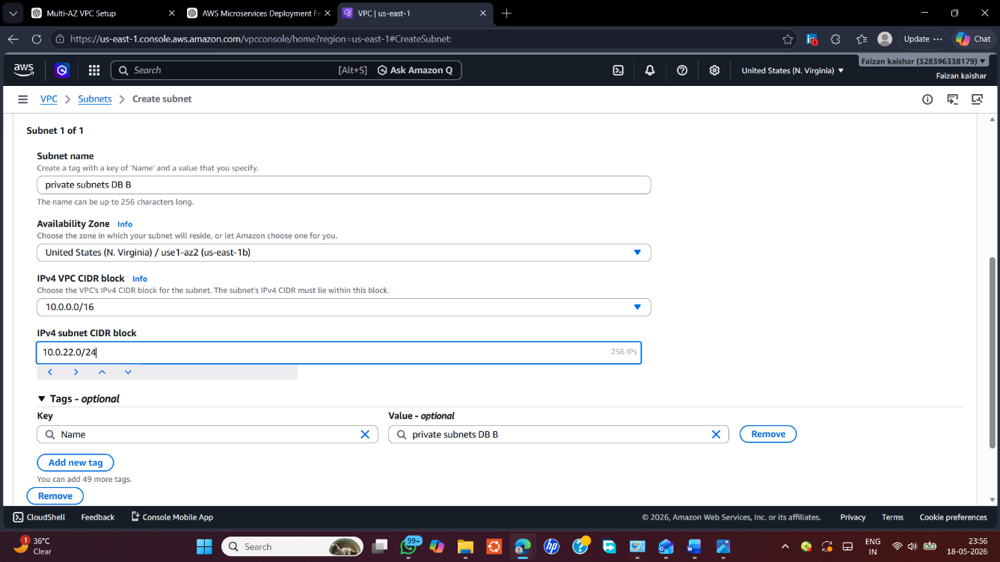 Multi-AZ VPC Setup
AWS Microservices Deployment Fe
VPC | us-east-1
https://us-east-1.console.aws.amazon.com/vpcconsole/home?region=us-east-1#CreateSubnet:
1
Update
Chat
aws
Search
[Alt+S]
Ask Amazon Q
United States (N. Virginia)
Faizan kaishar (328396338179)
Faizan kaishar
VPC
Subnets
Create subnet
Subnet 1 of 1
Subnet name
Create a tag with a key of 'Name' and a value that you specify.
private subnets DB B
The name can be up to 256 characters long.
Availability Zone Info
Choose the zone in which your subnet will reside, or let Amazon choose one for you.
United States (N. Virginia) / use1-az2 (us-east-1b)
IPv4 VPC CIDR block Info
Choose the VPC's IPv4 CIDR block for the subnet. The subnet's IPv4 CIDR must lie within this block.
10.0.0.0/16
IPv4 subnet CIDR block
10.0.22.0/24
256 IPs
Tags - optional
Key
Value - optional
Name
private subnets DB B
Remove
Add new tag
You can add 49 more tags.
Remove
CloudShell
Feedback
Console Mobile App
© 2026, Amazon Web Services, Inc. or its affiliates.
Privacy
Terms
Cookie preferences
1
36°C
Clear
Search
99+
ENG
IN
23:56
18-05-2026